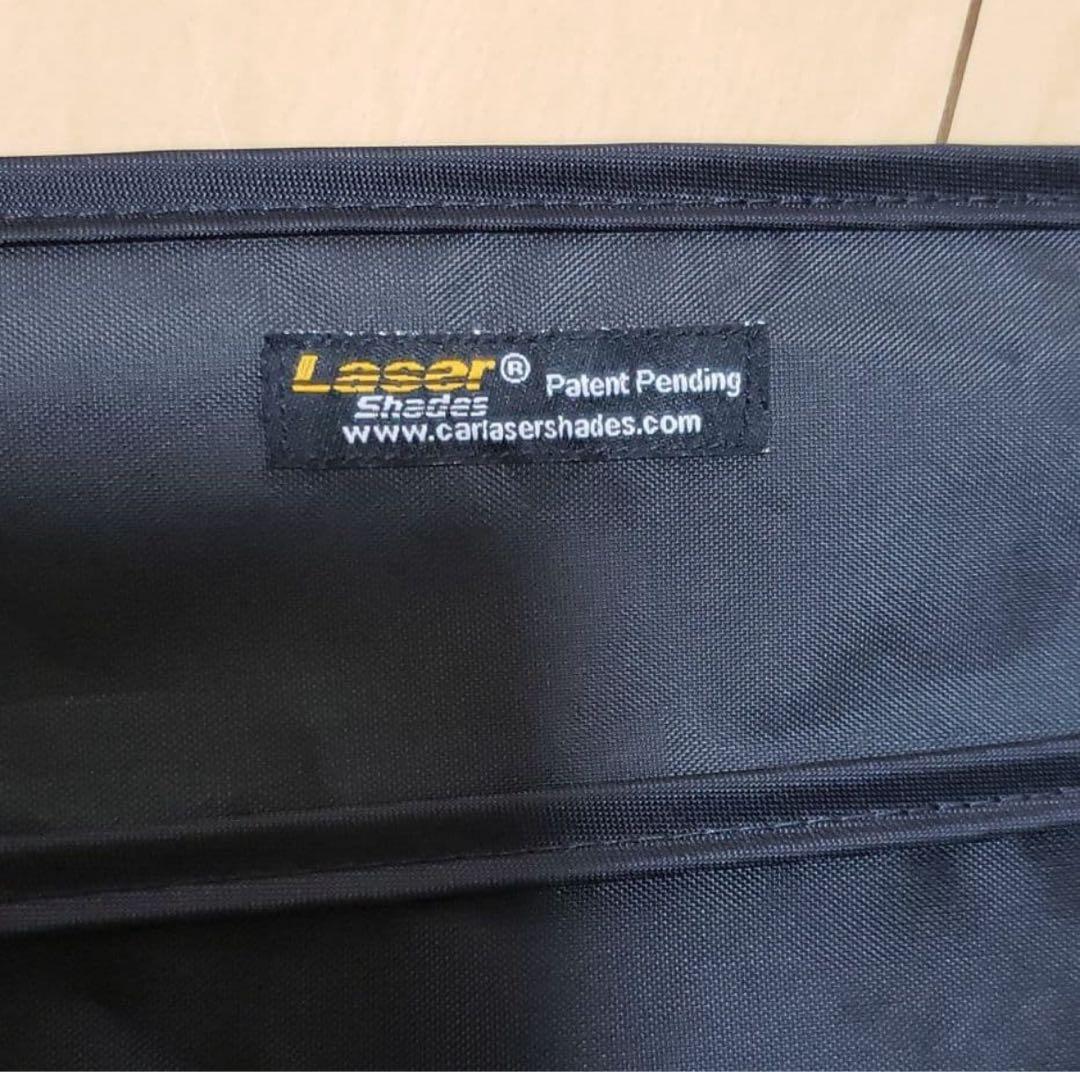 Laser® Patent Pending
Shades
www.carlasershades.com